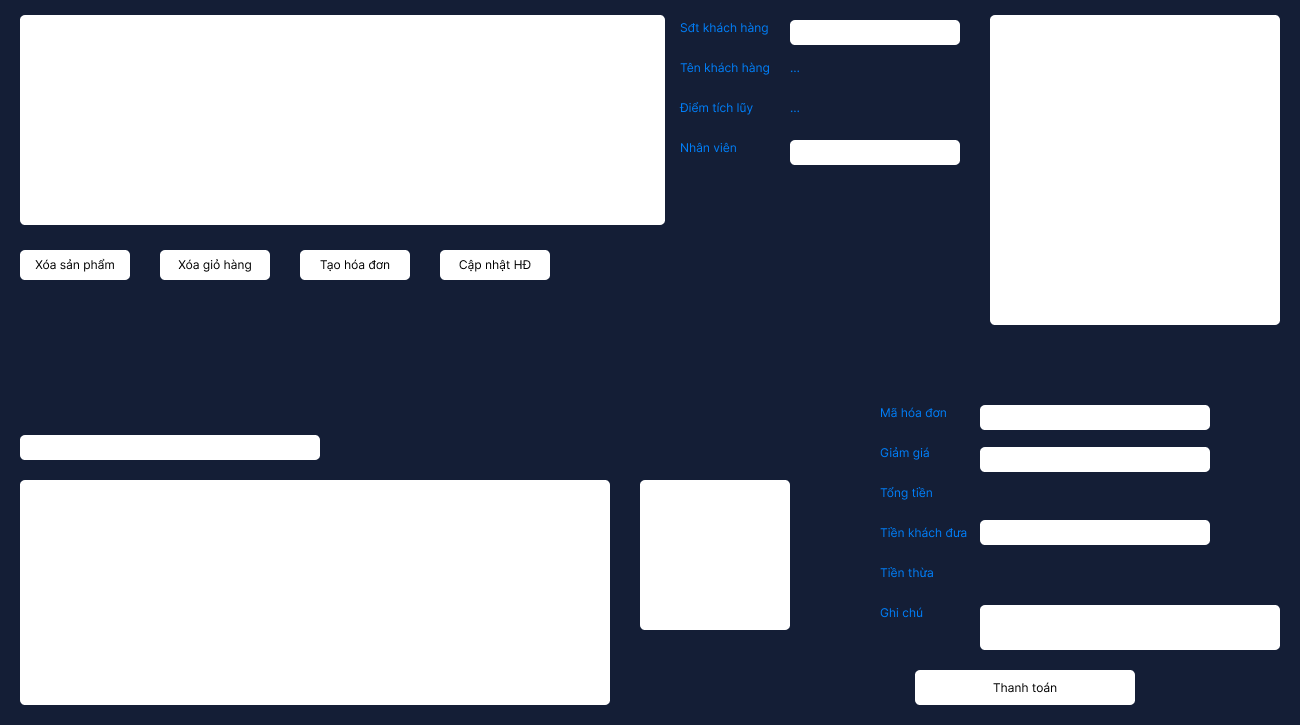 Sđt khách hàng
Tên khách hàng ...
Điểm tích lũy ...
Nhân viên
Xóa sản phẩm
Xóa giỏ hàng
Tạo hóa đơn
Cập nhật HĐ
Mã hóa đơn
Giảm giá
Tổng tiền
Tiền khách đưa
Tiền thừa
Ghi chú
Thanh toán